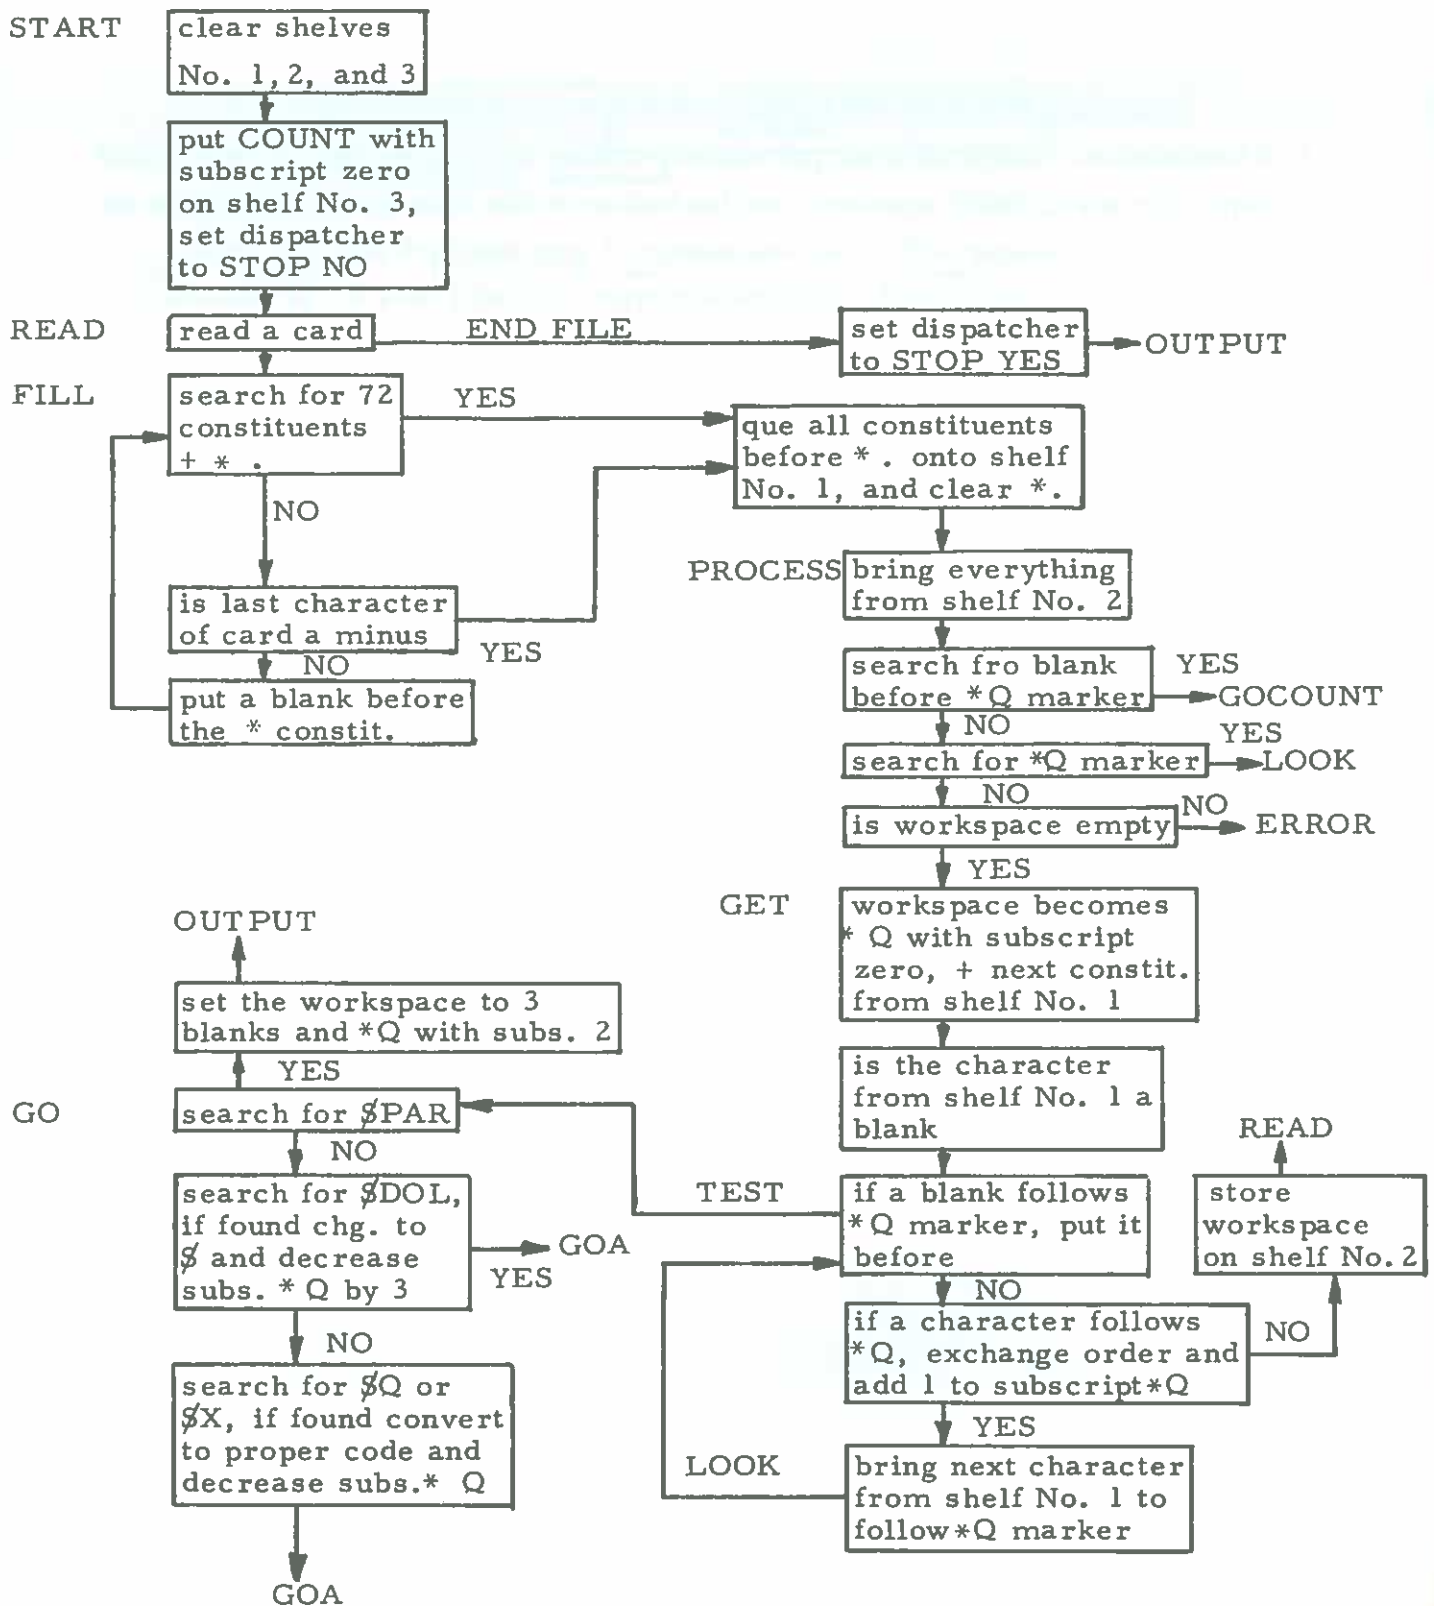 START
clear shelves
No. 1, 2, and 3
put COUNT with
subscript zero
on shelf No. 3,
set dispatcher
to STOP NO
READ
read a card
END FILE
set dispatcher
to STOP YES
OUTPUT
FILL
search for 72
constituents
+ * .
YES
NO
que all constituents
before * . onto shelf
No. 1, and clear *.
is last character
of card a minus
YES
NO
put a blank before
the * constit.
PROCESS
bring everything
from shelf No. 2
search fro blank
before *Q marker
YES
GOCOUNT
NO
search for *Q marker
YES
LOOK
NO
is workspace empty
NO
ERROR
YES
GET
workspace becomes
* Q with subscript
zero, + next constit.
from shelf No. 1
is the character
from shelf No. 1 a
blank
TEST
if a blank follows
*Q marker, put it
before
NO
if a character follows
*Q, exchange order and
add 1 to subscript*Q
NO
store
workspace
on shelf No. 2
READ
YES
LOOK
bring next character
from shelf No. 1 to
follow*Q marker
OUTPUT
set the workspace to 3
blanks and *Q with subs. 2
YES
GO
search for $PAR
NO
search for $DOL,
if found chg. to
$ and decrease
subs. * Q by 3
GOA
YES
NO
search for $Q or
$X, if found convert
to proper code and
decrease subs.* Q
GOA